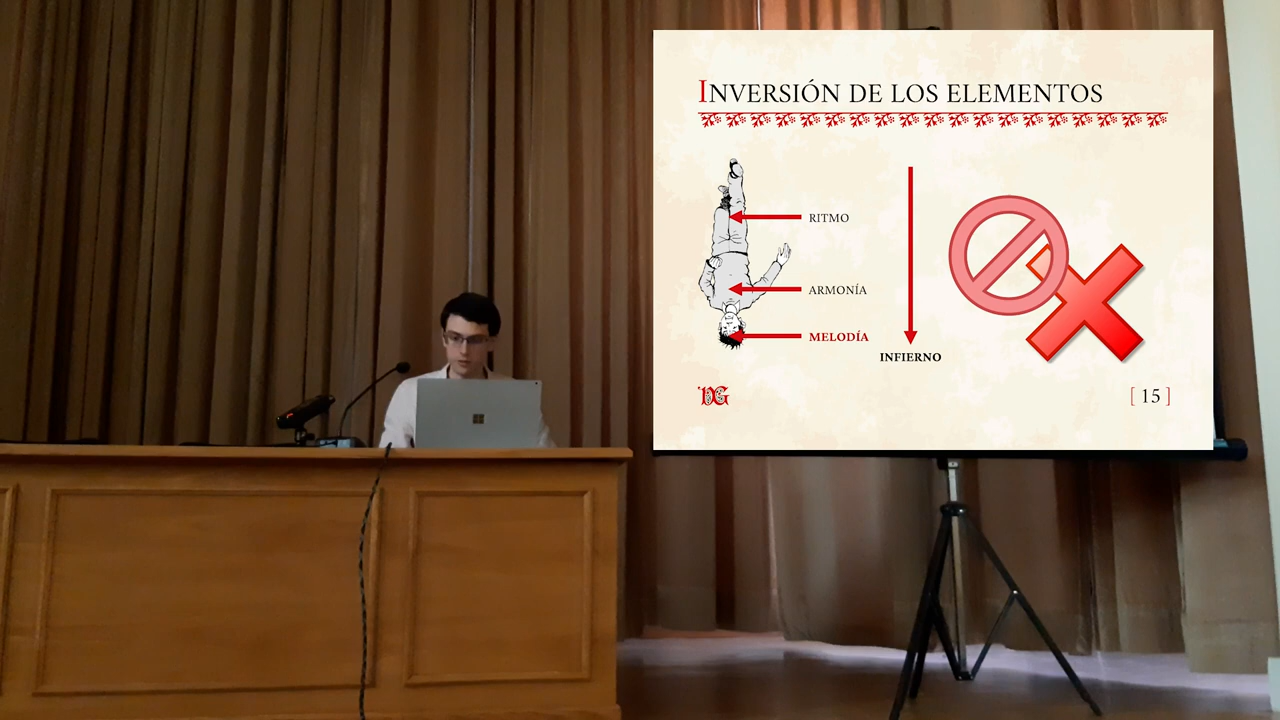 INVERSIÓN DE LOS ELEMENTOS
RITMO
ARMONÍA
MELODÍA
INFIERNO
DG
[ 15 ]